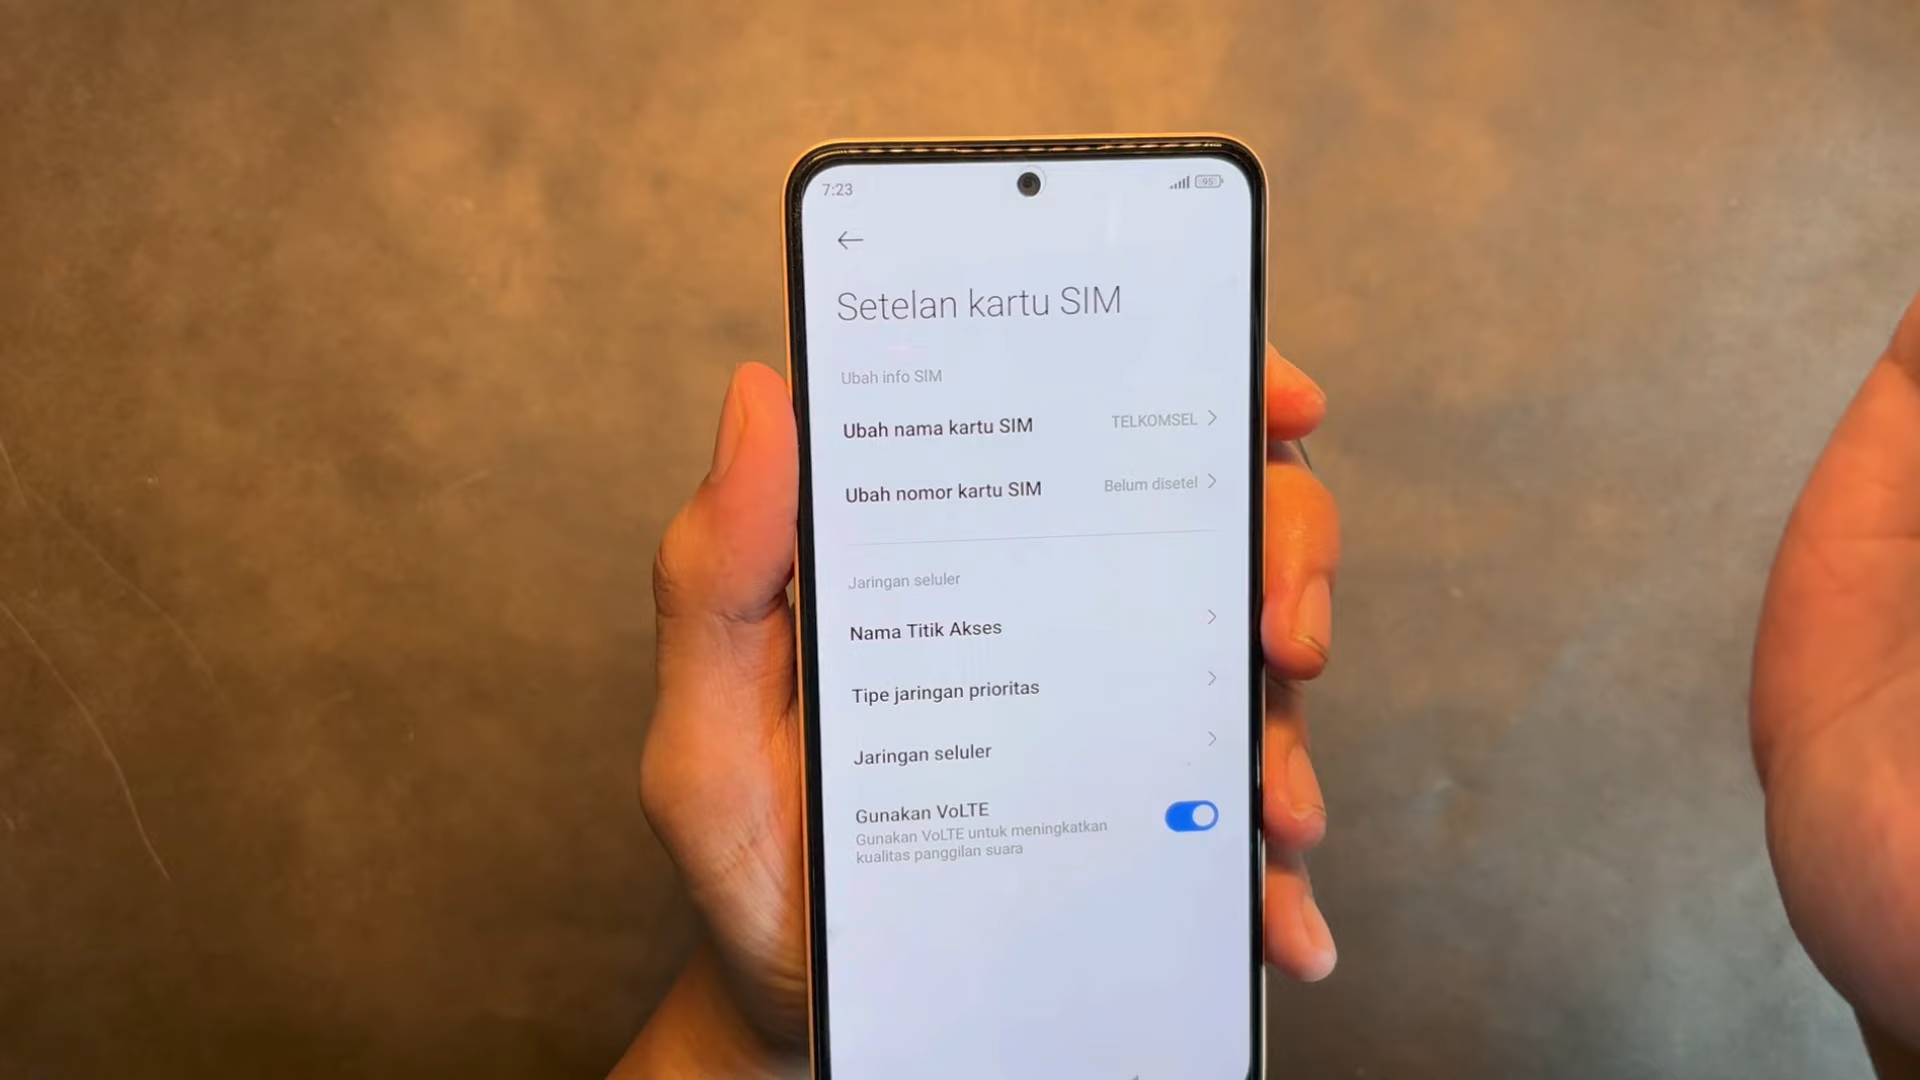 7:23
95
Setelan kartu SIM
Ubah info SIM
Ubah nama kartu SIM TELKOMSEL
Ubah nomor kartu SIM Belum disetel
Jaringan seluler
Nama Titik Akses
Tipe jaringan prioritas
Jaringan seluler
Gunakan VoLTE
Gunakan VoLTE untuk meningkatkan
kualitas panggilan suara